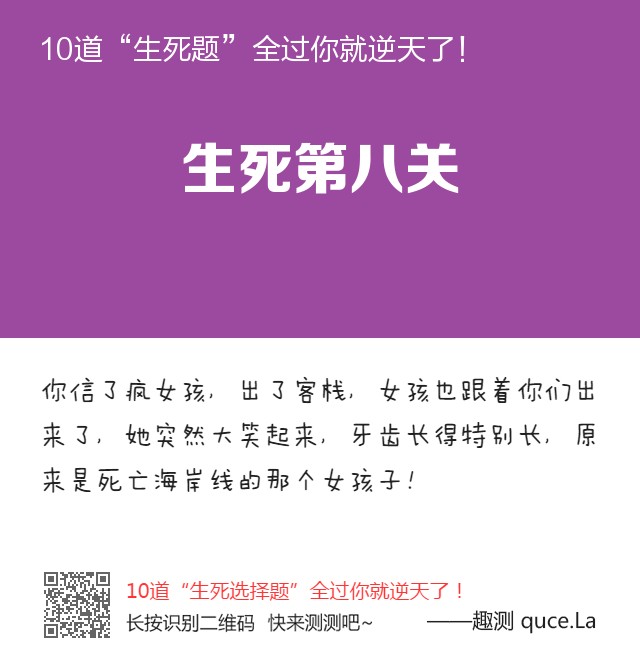 10道“生死题”全过你就逆天了！
生死第八关
你信了疯女孩，出了客栈，女孩也跟着你们出
来了，她突然大笑起来，牙齿长得特别长，原
来是死亡海岸线的那个女孩子！
10道“生死选择题”全过你就逆天了！
长按识别二维码 快来测测吧~ ——趣测 quce.La